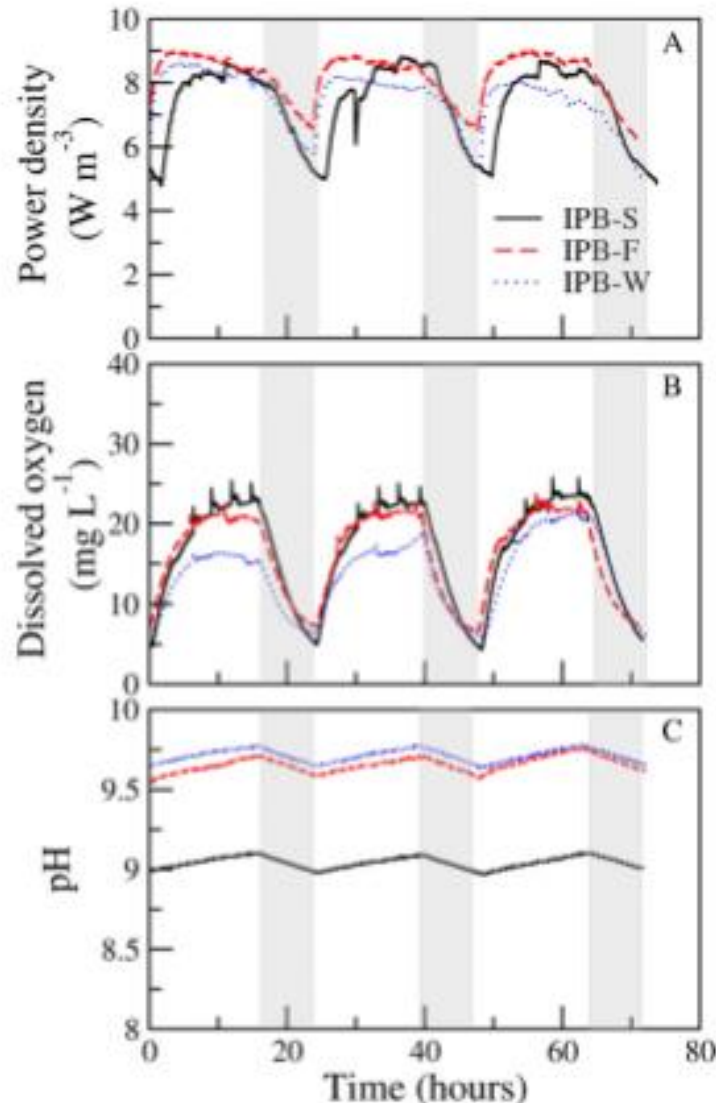 A
Power density
(W m-3)
10
8
6
4
2
0
IPB-S
IPB-F
IPB-W
B
Dissolved oxygen
(mg L-1)
40
30
20
10
0
C
pH
10
9.5
9
8.5
8
0 20 40 60 80
Time (hours)